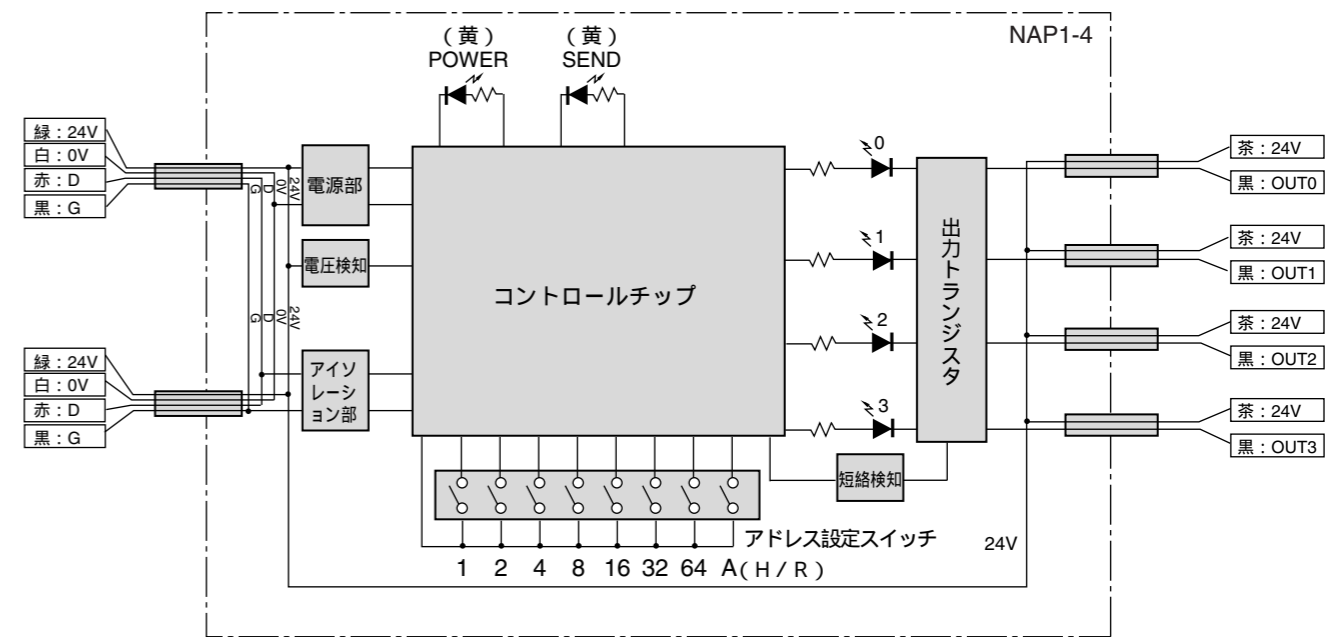 NAP1-4
(黄)
POWER
(黄)
SEND
緑:24V
白:0V
赤:D
黒:G
24V
0V
D
G
電源部
電圧検知
24V
0V
D
G
緑:24V
白:0V
赤:D
黒:G
アイソ
レーシ
ョン部
コントロールチップ
0
1
2
3
出力トランジスタ
短絡検知
茶:24V
黒:OUT0
茶:24V
黒:OUT1
茶:24V
黒:OUT2
茶:24V
黒:OUT3
アドレス設定スイッチ
24V
1 2 4 8 16 32 64 A(H/R)